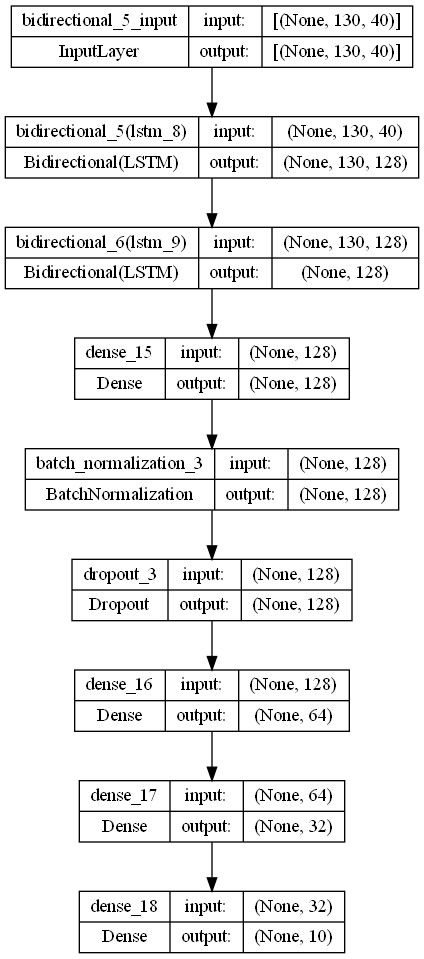 bidirectional_5_input input: [(None, 130, 40)]
InputLayer output: [(None, 130, 40)]
bidirectional_5(lstm_8) input: (None, 130, 40)
Bidirectional(LSTM) output: (None, 130, 128)
bidirectional_6(lstm_9) input: (None, 130, 128)
Bidirectional(LSTM) output: (None, 128)
dense_15 input: (None, 128)
Dense output: (None, 128)
batch_normalization_3 input: (None, 128)
BatchNormalization output: (None, 128)
dropout_3 input: (None, 128)
Dropout output: (None, 128)
dense_16 input: (None, 128)
Dense output: (None, 64)
dense_17 input: (None, 64)
Dense output: (None, 32)
dense_18 input: (None, 32)
Dense output: (None, 10)